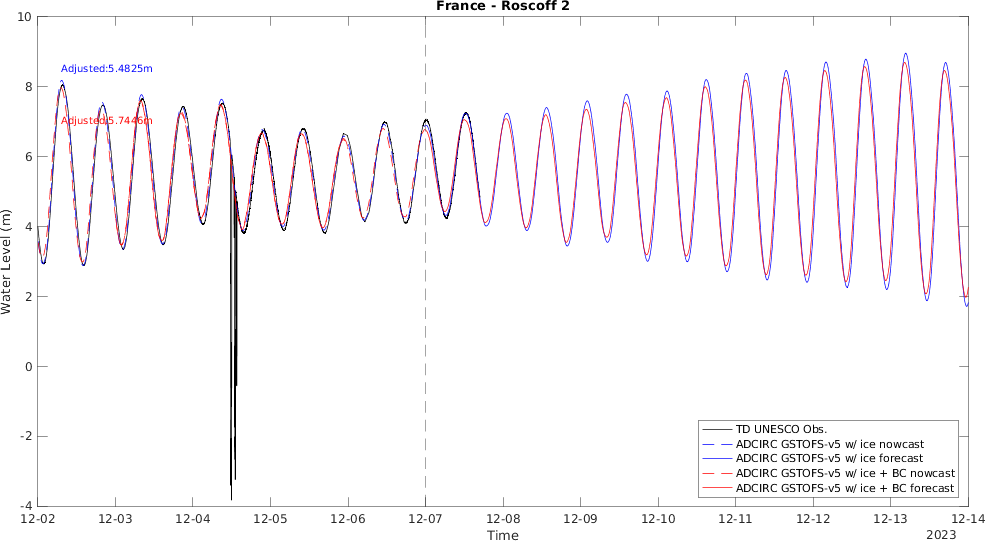 France - Roscoff 2
10
8
6
4
2
0
-2
-4
Water Level (m)
Adjusted:5.4825m
Adjusted:5.7446m
TD UNESCO Obs.
ADCIRC GSTOFS-v5 w/ ice nowcast
ADCIRC GSTOFS-v5 w/ ice forecast
ADCIRC GSTOFS-v5 w/ ice + BC nowcast
ADCIRC GSTOFS-v5 w/ ice + BC forecast
12-02 12-03 12-04 12-05 12-06 12-07 12-08 12-09 12-10 12-11 12-12 12-13 12-14
Time
2023